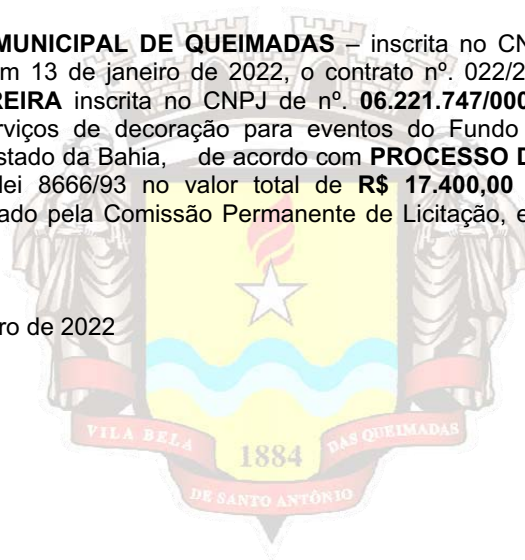 MUNICIPAL DE QUEIMADAS – inscrita no CN
m 13 de janeiro de 2022, o contrato nº. 022/2
REIRA inscrita no CNPJ de nº. 06.221.747/000
rviços de decoração para eventos do Fundo
stado da Bahia, de acordo com PROCESSO D
lei 8666/93 no valor total de R$ 17.400,00
ado pela Comissão Permanente de Licitação, e
ro de 2022
VILA BELA
DAS QUEIMADAS
1884
DE SANTO ANTÔNIO